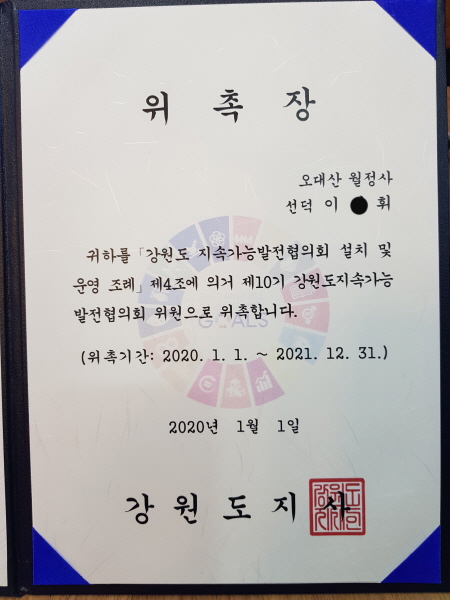 위 촉 장
오대산 월정사
선덕 이 휘
귀하를 「강원도 지속가능발전협의회 설치 및
운영 조례」 제4조에 의거 제10기 강원도지속가능
발전협의회 위원으로 위촉합니다.
GOALS
(위촉기간: 2020. 1. 1. ~ 2021. 12. 31.)
2020년 1월 1일
강 원 도 지 사